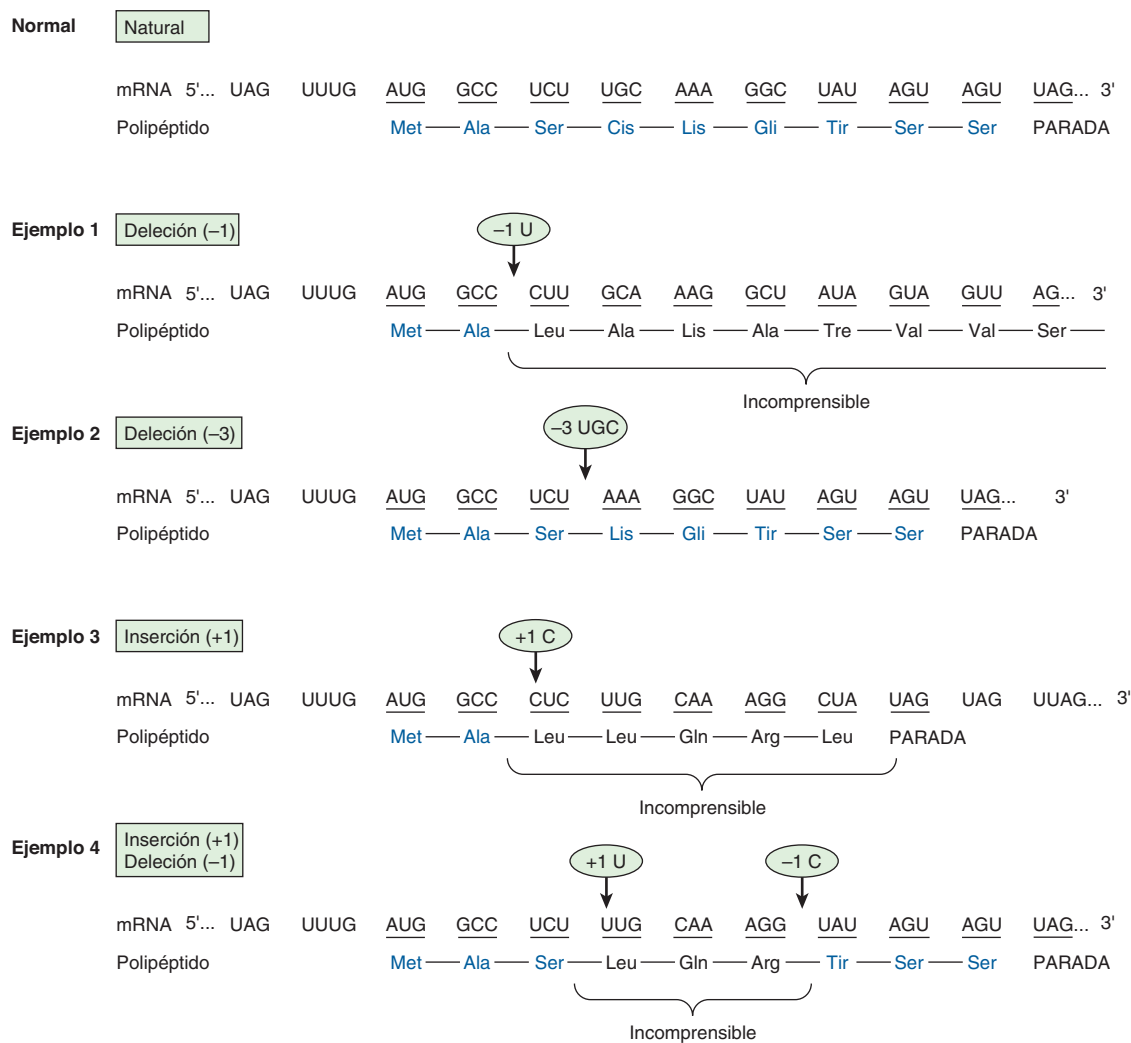 Normal Natural
mRNA 5'... UAG UUUG AUG GCC UCU UGC AAA GGC UAU AGU AGU UAG... 3'
Polipéptido Met Ala Ser Cis Lis Gli Tir Ser Ser PARADA
Ejemplo 1 Deleción (–1) –1 U
mRNA 5'... UAG UUUG AUG GCC CUU GCA AAG GCU AUA GUA GUU AG... 3'
Polipéptido Met Ala Leu Ala Lis Ala Tre Val Val Ser
Incomprensible
Ejemplo 2 Deleción (–3) –3 UGC
mRNA 5'... UAG UUUG AUG GCC UCU AAA GGC UAU AGU AGU UAG... 3'
Polipéptido Met Ala Ser Lis Gli Tir Ser Ser PARADA
Ejemplo 3 Inserción (+1) +1 C
mRNA 5'... UAG UUUG AUG GCC CUC UUG CAA AGG CUA UAG UAG UUAG... 3'
Polipéptido Met Ala Leu Leu Gln Arg Leu PARADA
Incomprensible
Ejemplo 4 Inserción (+1)
Deleción (–1) +1 U –1 C
mRNA 5'... UAG UUUG AUG GCC UCU UUG CAA AGG UAU AGU AGU UAG... 3'
Polipéptido Met Ala Ser Leu Gln Arg Tir Ser Ser PARADA
Incomprensible